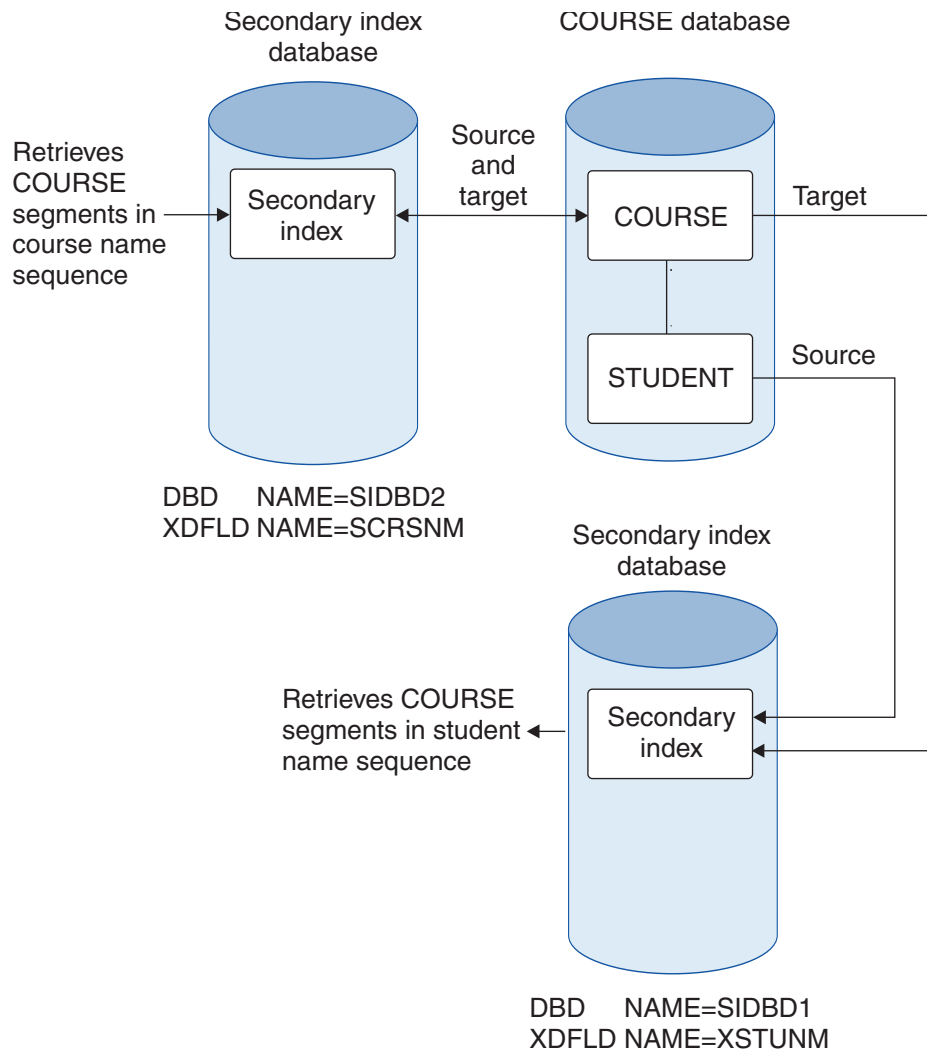 Secondary index
database
COURSE database
Retrieves
COURSE
segments in
course name
sequence
Secondary
index
Source
and
target
COURSE
Target
STUDENT
Source
DBD NAME=SIDBD2
XDFLD NAME=SCRSNM
Secondary index
database
Retrieves COURSE
segments in student
name sequence
Secondary
index
DBD NAME=SIDBD1
XDFLD NAME=XSTUNM